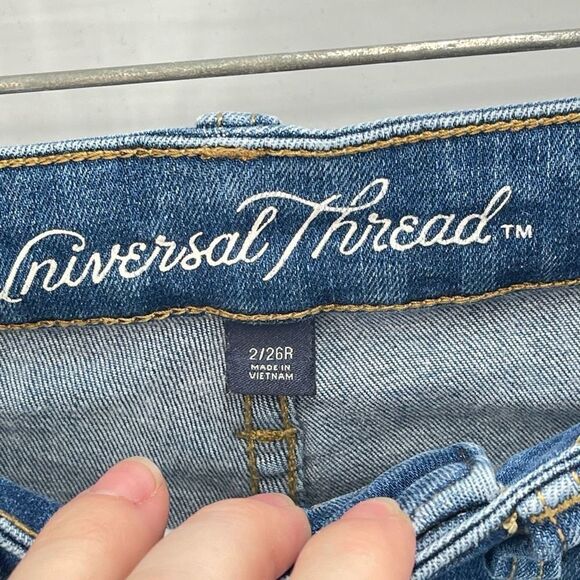 Universal Thread™
2/26R
MADE IN
VIETNAM